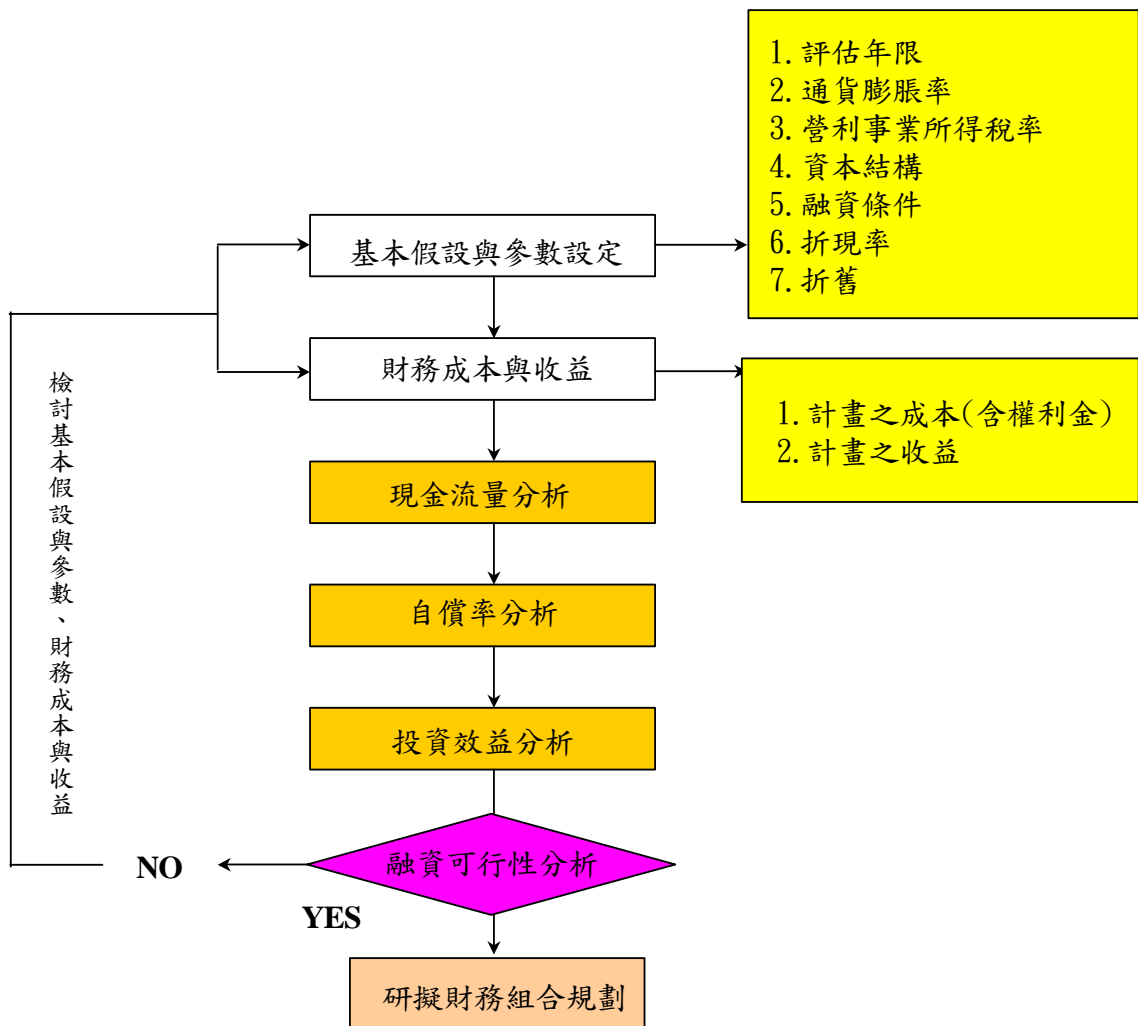 1.評估年限
2.通貨膨脹率
3.營利事業所得稅率
4.資本結構
5.融資條件
6.折現率
7.折舊
基本假設與參數設定
財務成本與收益
1.計畫之成本(含權利金)
2.計畫之收益
檢討基本假設與參數、財務成本與收益
現金流量分析
自償率分析
投資效益分析
融資可行性分析
NO
YES
研擬財務組合規劃